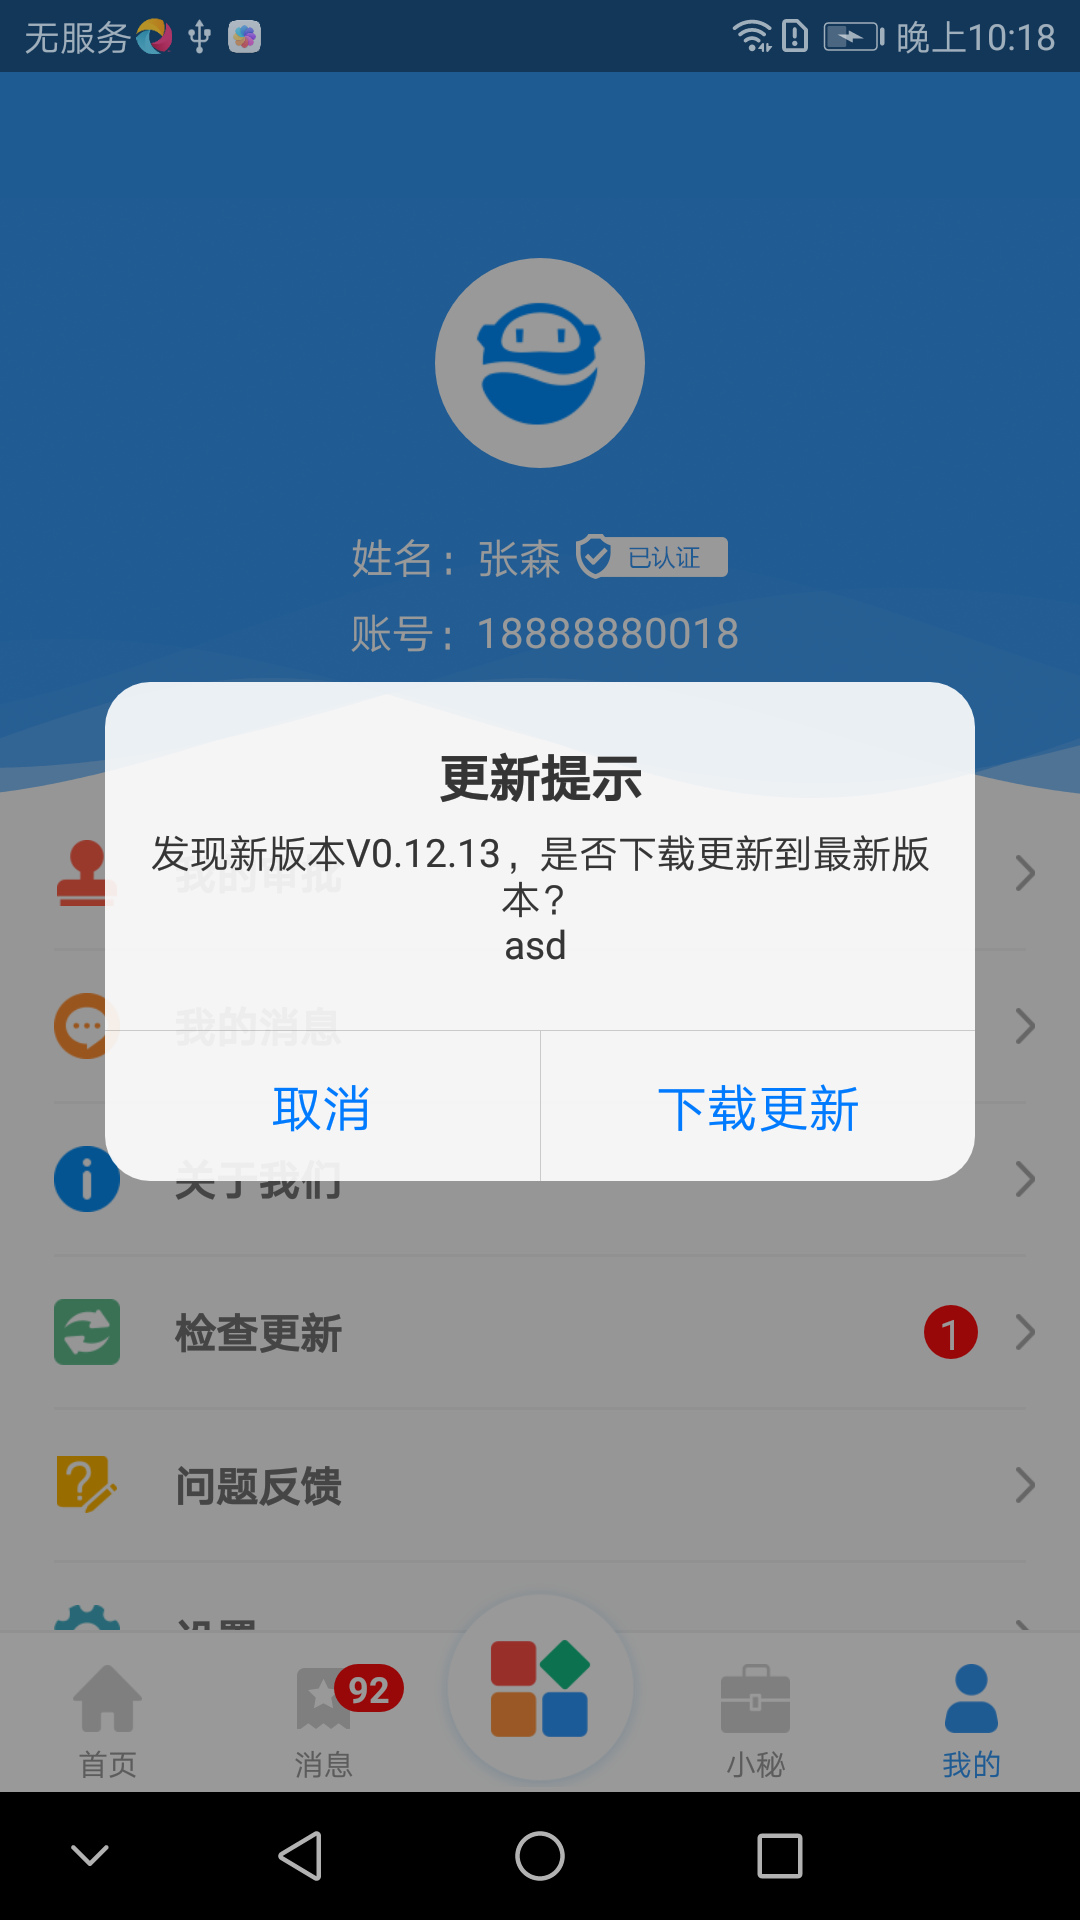 无服务
晚上10:18
姓名：张森 已认证
账号：18888880018
更新提示
发现新版本V0.12.13，是否下载更新到最新版
本？
asd
我的审批
我的消息
取消
下载更新
关于我们
检查更新
1
问题反馈
设置
92
首页
消息
小秘
我的